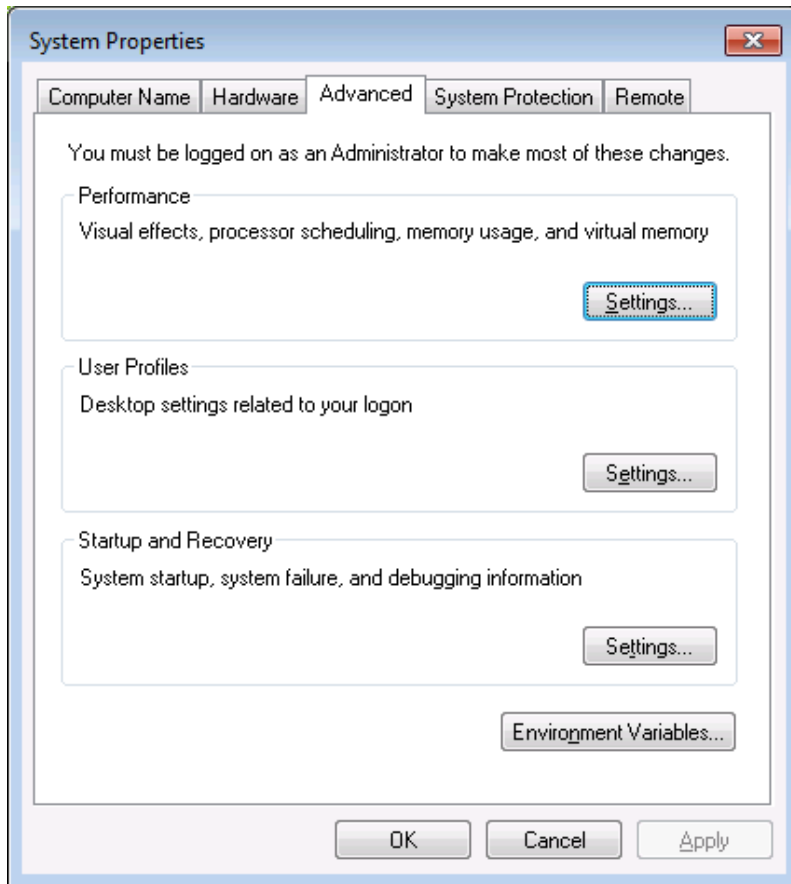 System Properties
Computer Name Hardware Advanced System Protection Remote
You must be logged on as an Administrator to make most of these changes.
Performance
Visual effects, processor scheduling, memory usage, and virtual memory
Settings...
User Profiles
Desktop settings related to your logon
Settings...
Startup and Recovery
System startup, system failure, and debugging information
Settings...
Environment Variables...
OK Cancel Apply